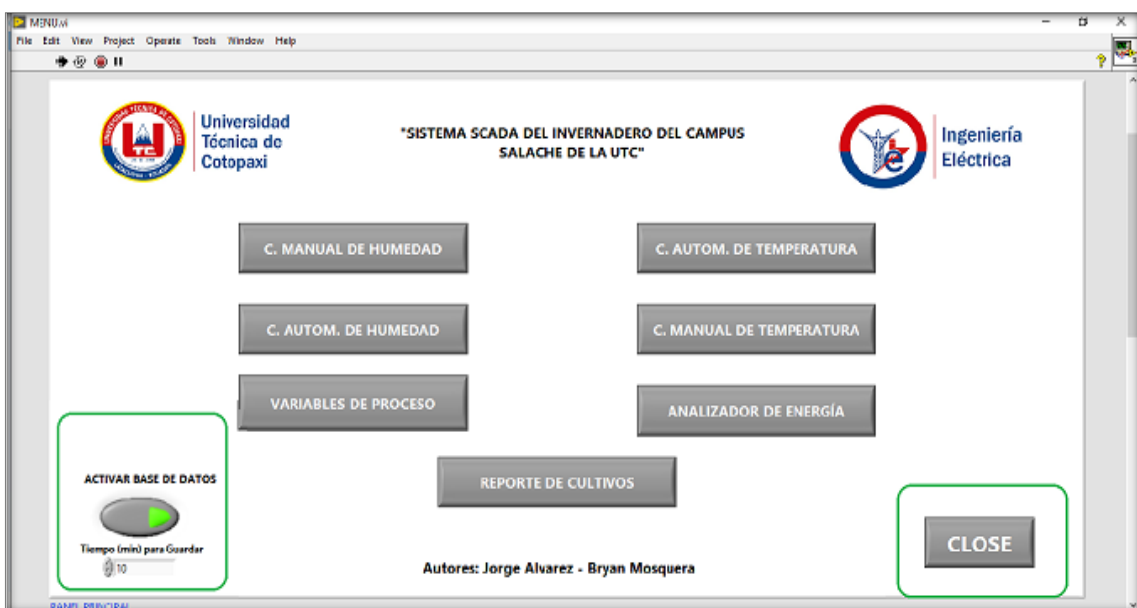 MENU.vi
File Edit View Project Operate Tools Window Help
Universidad
Técnica de
Cotopaxi
"SISTEMA SCADA DEL INVERNADERO DEL CAMPUS
SALACHE DE LA UTC"
Ingeniería
Eléctrica
C. MANUAL DE HUMEDAD
C. AUTOM. DE TEMPERATURA
C. AUTOM. DE HUMEDAD
C. MANUAL DE TEMPERATURA
VARIABLES DE PROCESO
ANALIZADOR DE ENERGÍA
ACTIVAR BASE DE DATOS
REPORTE DE CULTIVOS
CLOSE
Tiempo (min) para Guardar
10
Autores: Jorge Alvarez - Bryan Mosquera
PANEL PRINCIPAL